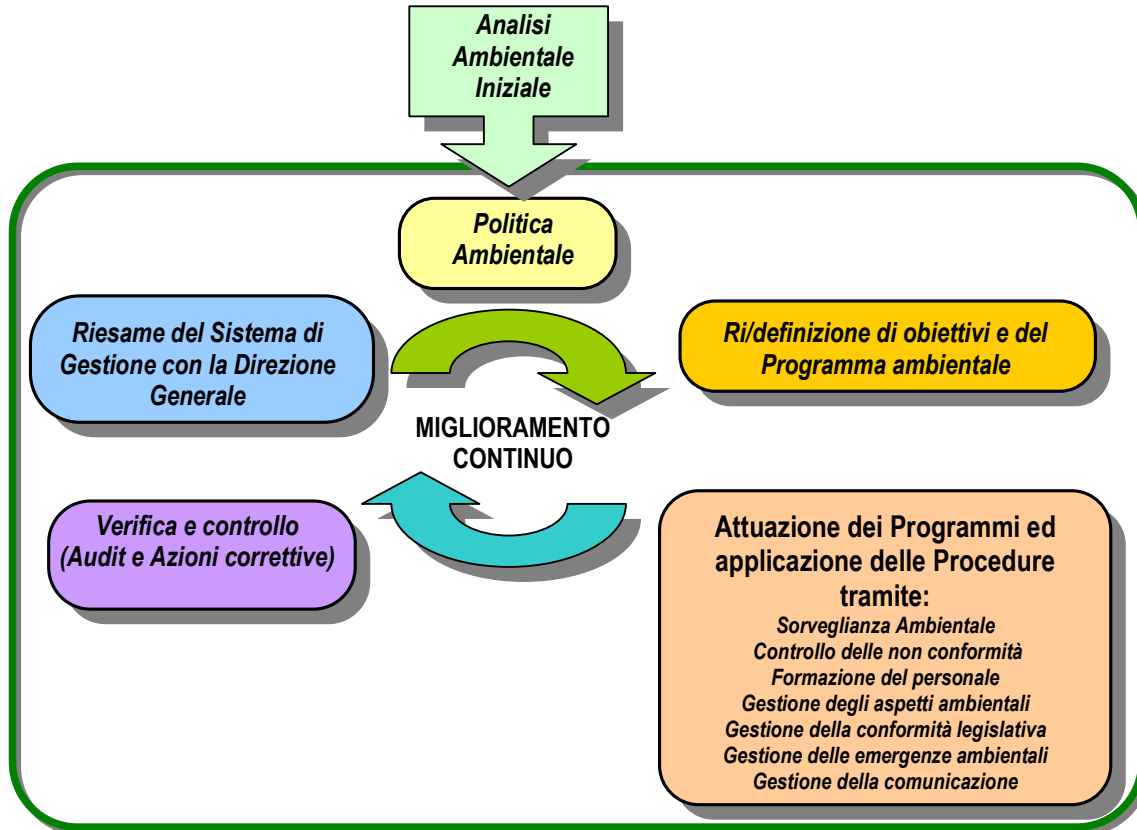 Analisi
Ambientale
Iniziale
Politica
Ambientale
Riesame del Sistema di
Gestione con la Direzione
Generale
Ri/definizione di obiettivi e del
Programma ambientale
MIGLIORAMENTO
CONTINUO
Verifica e controllo
(Audit e Azioni correttive)
Attuazione dei Programmi ed
applicazione delle Procedure
tramite:
Sorveglianza Ambientale
Controllo delle non conformità
Formazione del personale
Gestione degli aspetti ambientali
Gestione della conformità legislativa
Gestione delle emergenze ambientali
Gestione della comunicazione